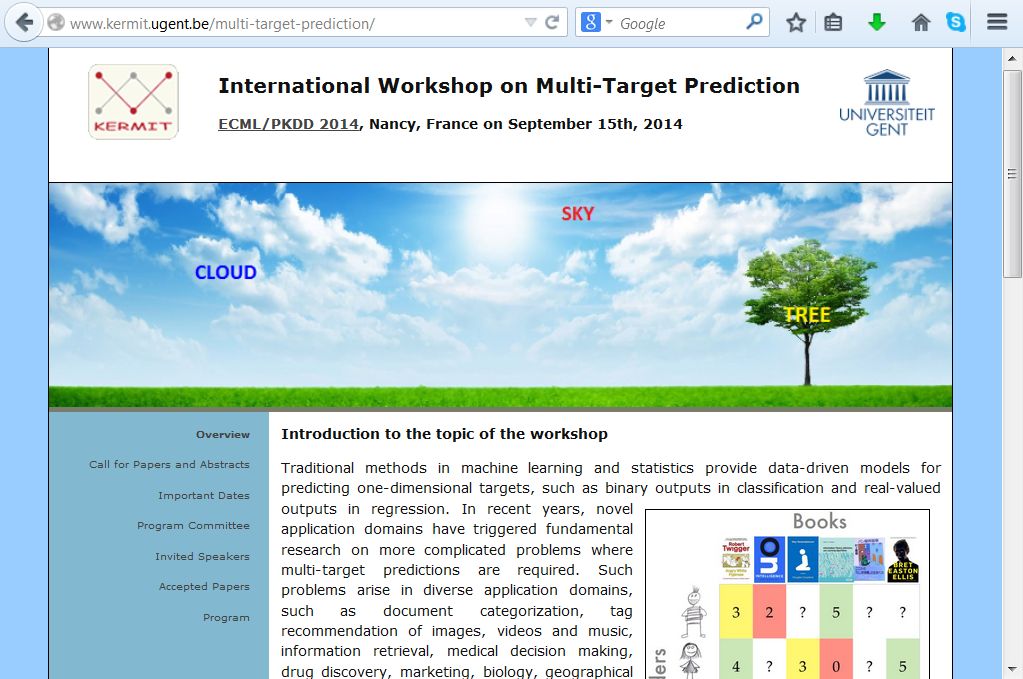 www.kermit.ugent.be/multi-target-prediction/
Google
KERMIT
International Workshop on Multi-Target Prediction
ECML/PKDD 2014, Nancy, France on September 15th, 2014
UNIVERSITEIT
GENT
SKY
CLOUD
TREE
Overview
Call for Papers and Abstracts
Important Dates
Program Committee
Invited Speakers
Accepted Papers
Program
Introduction to the topic of the workshop
Traditional methods in machine learning and statistics provide data-driven models for
predicting one-dimensional targets, such as binary outputs in classification and real-valued
outputs in regression. In recent years, novel
application domains have triggered fundamental
research on more complicated problems where
multi-target predictions are required. Such
problems arise in diverse application domains,
such as document categorization, tag
recommendation of images, videos and music,
information retrieval, medical decision making,
drug discovery, marketing, biology, geographical
Books
Robert
Twigger
BRET
EASTON
ELLIS
3 2 ? 5 ? ?
4 ? 3 0 ? 5